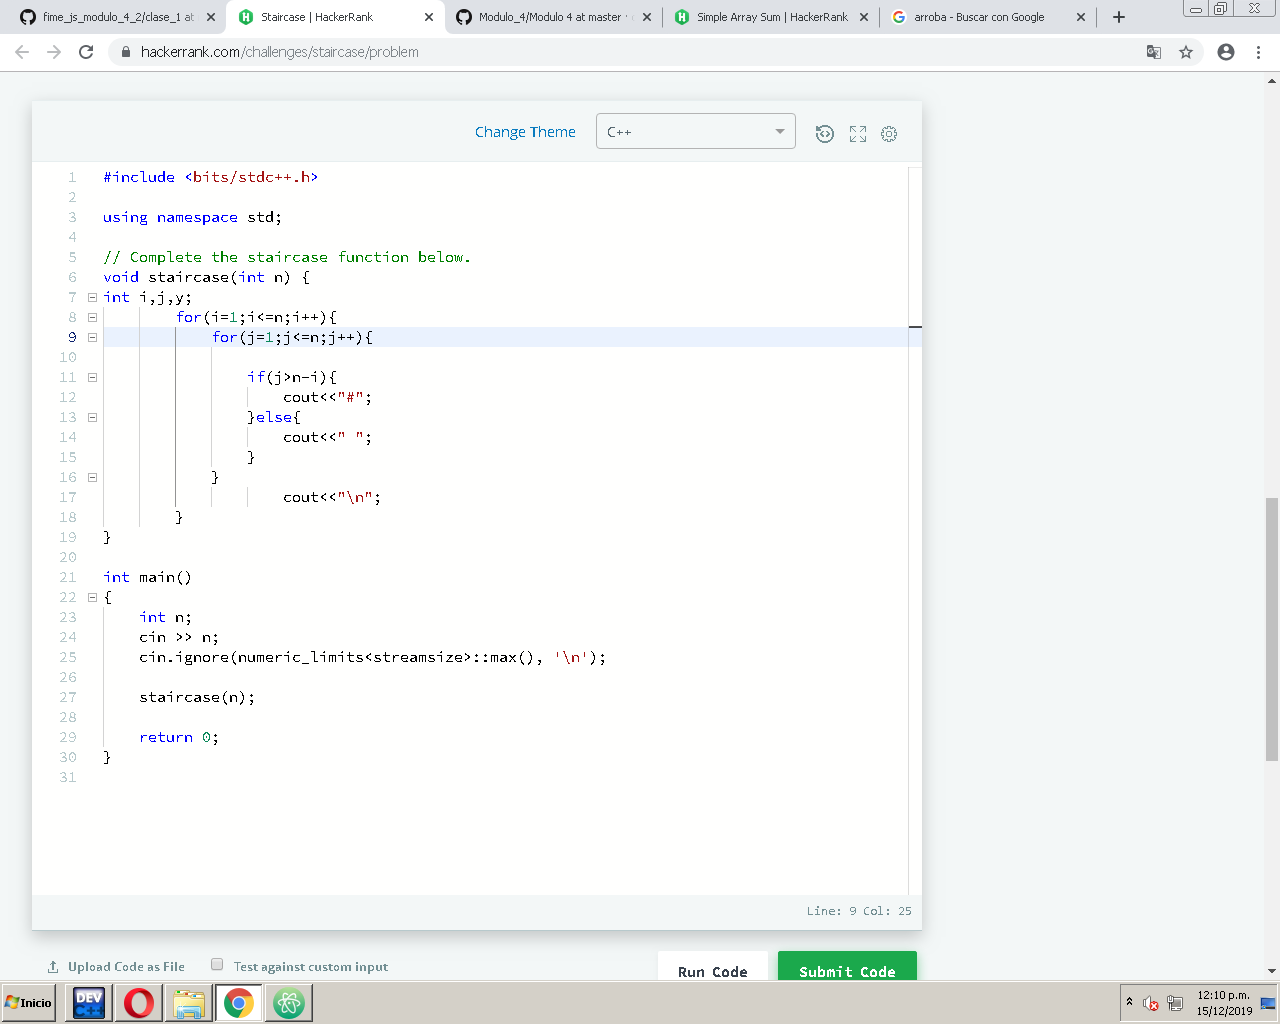 fime_js_modulo_4_2/clase_1 at
Staircase | HackerRank
Modulo_4/Modulo 4 at master
Simple Array Sum | HackerRank
arroba - Buscar con Google
hackerrank.com/challenges/staircase/problem
Change Theme
C++
1 #include <bits/stdc++.h>
2
3 using namespace std;
4
5 // Complete the staircase function below.
6 void staircase(int n) {
7 int i,j,y;
8 for(i=1;i<=n;i++){
9 for(j=1;j<=n;j++){
10
11 if(j>n-i){
12 cout<<"#";
13 }else{
14 cout<<" ";
15 }
16 }
17 cout<<"\n";
18 }
19 }
20
21 int main()
22 {
23 int n;
24 cin >> n;
25 cin.ignore(numeric_limits<streamsize>::max(), '\n');
26
27 staircase(n);
28
29 return 0;
30 }
31
Line: 9 Col: 25
Upload Code as File
Test against custom input
Run Code
Submit Code
Inicio
DEV
C++
12:10 p.m.
15/12/2019